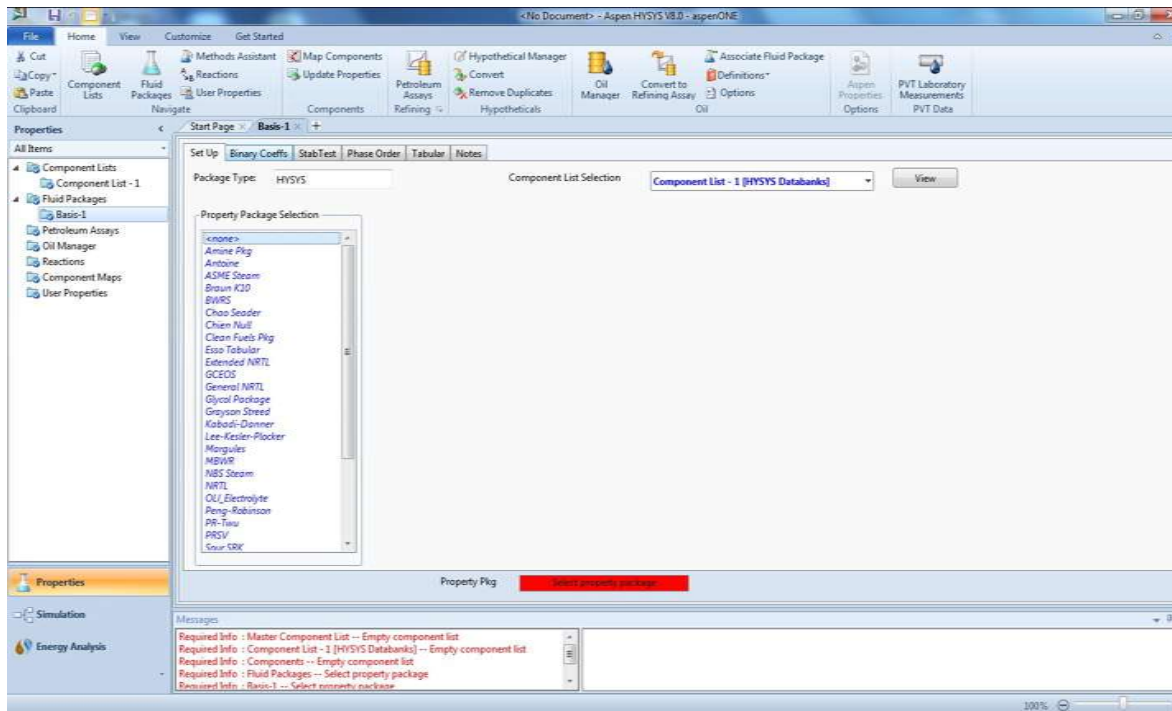 <No Document> - Aspen HYSYS V8.0 - aspenONE
File Home View Customize Get Started
Cut
Copy
Paste
Clipboard
Component Lists
Fluid Packages
Methods Assistant
Reactions
User Properties
Navigate
Map Components
Update Properties
Components
Petroleum Assays
Refining
Hypothetical Manager
Convert
Remove Duplicates
Hypotheticals
Oil Manager
Convert to Refining Assay
Associate Fluid Package
Definitions
Options
Oil
Aspen Properties
Options
PVT Laboratory Measurements
PVT Data
Properties <
All Items
Component Lists
Component List - 1
Fluid Packages
Basis-1
Petroleum Assays
Oil Manager
Reactions
Component Maps
User Properties
Properties
Simulation
Energy Analysis
Start Page × Basis-1 × +
Set Up Binary Coeffs StabTest Phase Order Tabular Notes
Package Type: HYSYS Component List Selection Component List - 1 [HYSYS Databanks] View
Property Package Selection
<none>
Amine Pkg
Antoine
ASME Steam
Braun K10
BWRS
Chao Seader
Chien Null
Clean Fuels Pkg
Esso Tabular
Extended NRTL
GCEOS
General NRTL
Glycol Package
Grayson Streed
Kabadi-Danner
Lee-Kesler-Plocker
Margules
MBWR
NBS Steam
NRTL
OLI_Electrolyte
Peng-Robinson
PR-Twu
PRSV
Sour SRK
Property Pkg Select property package
Messages
Required Info : Master Component List -- Empty component list
Required Info : Component List - 1 [HYSYS Databanks] -- Empty component list
Required Info : Components -- Empty component list
Required Info : Fluid Packages -- Select property package
Required Info : Basis-1 -- Select property package
100%